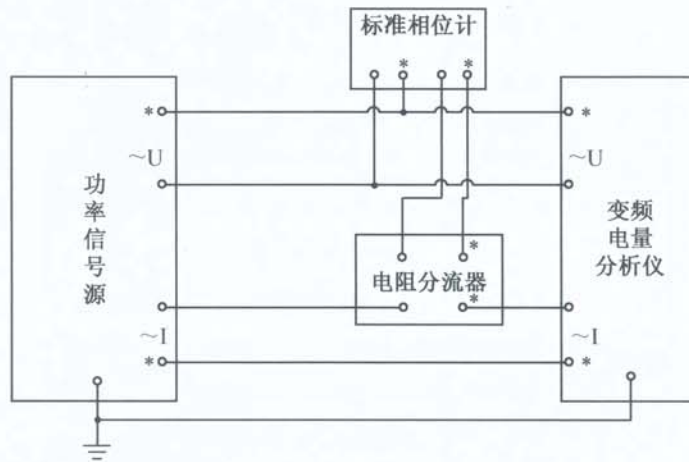 标准相位计
* *
* *
~U ~U
功率信号源
变频
电量
分析仪
*
电阻分流器
*
~I ~I
* *